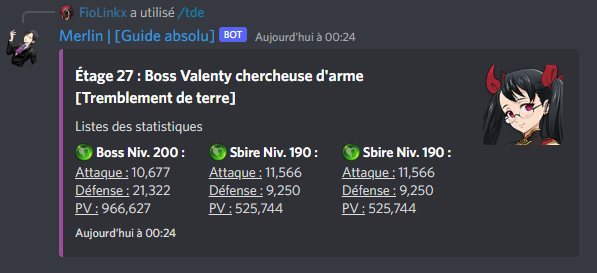 FioLinkx a utilisé /tde
Merlin | [Guide absolu] BOT Aujourd'hui à 00:24
Étage 27 : Boss Valenty chercheuse d'arme
[Tremblement de terre]
Listes des statistiques
Boss Niv. 200 : Sbire Niv. 190 : Sbire Niv. 190 :
Attaque : 10,677 Attaque : 11,566 Attaque : 11,566
Défense : 21,322 Défense : 9,250 Défense : 9,250
PV : 966,627 PV : 525,744 PV : 525,744
Aujourd'hui à 00:24